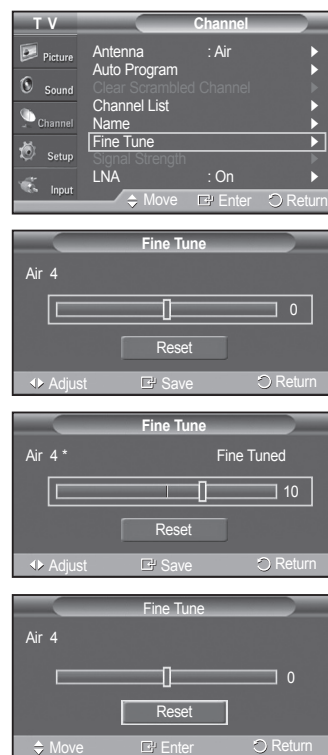 T V
Channel
Picture
Sound
Channel
Setup
Input
Antenna : Air
Auto Program
Clear Scrambled Channel
Channel List
Name
Fine Tune
Signal Strength
LNA : On
Move Enter Return
Fine Tune
Air 4
0
Reset
Adjust Save Return
Fine Tune
Air 4 * Fine Tuned
10
Reset
Adjust Save Return
Fine Tune
Air 4
0
Reset
Move Enter Return